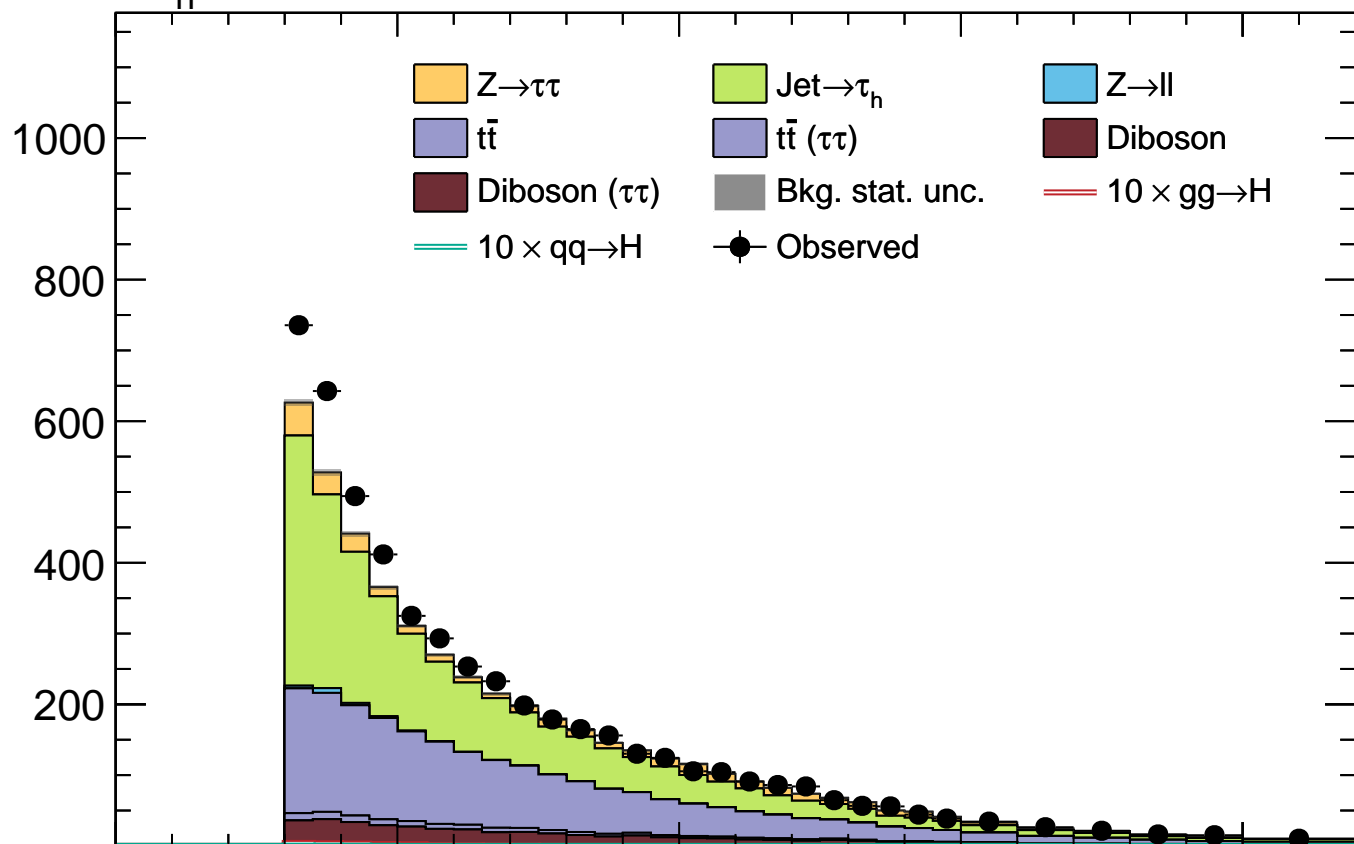 Z→ττ Jet→τₕ Z→ll
tt̄ tt̄ (ττ) Diboson
Diboson (ττ) Bkg. stat. unc. 10 × gg→H
10 × qq→H Observed
1000
800
600
400
200